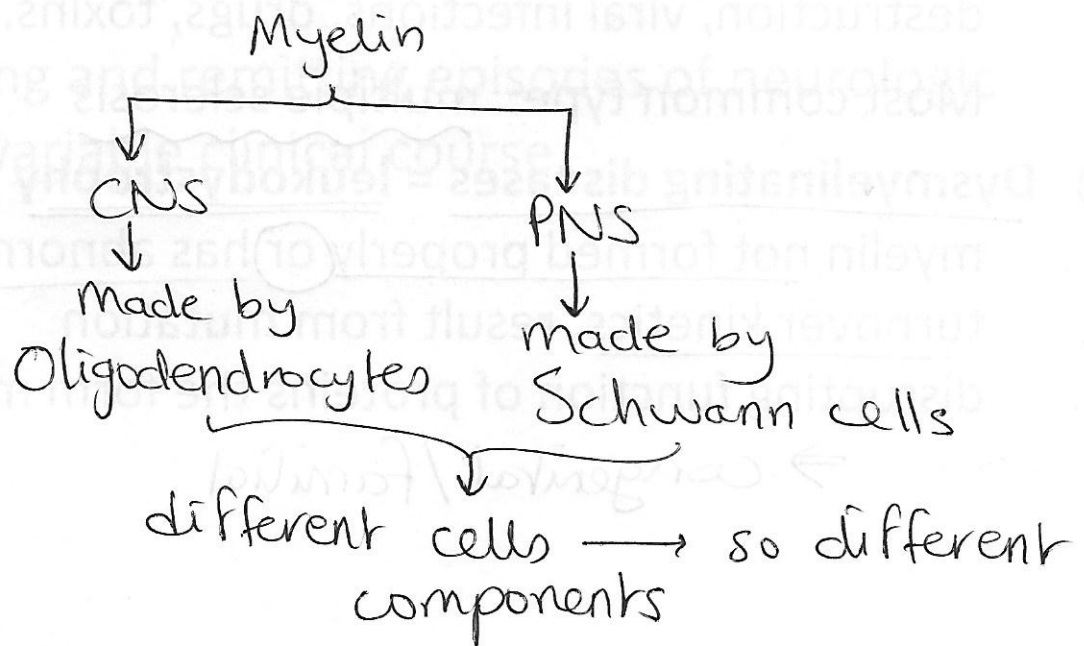 Myelin
CNS
PNS
Made by
Oligodendrocytes
made by
Schwann cells
different cells → so different
components